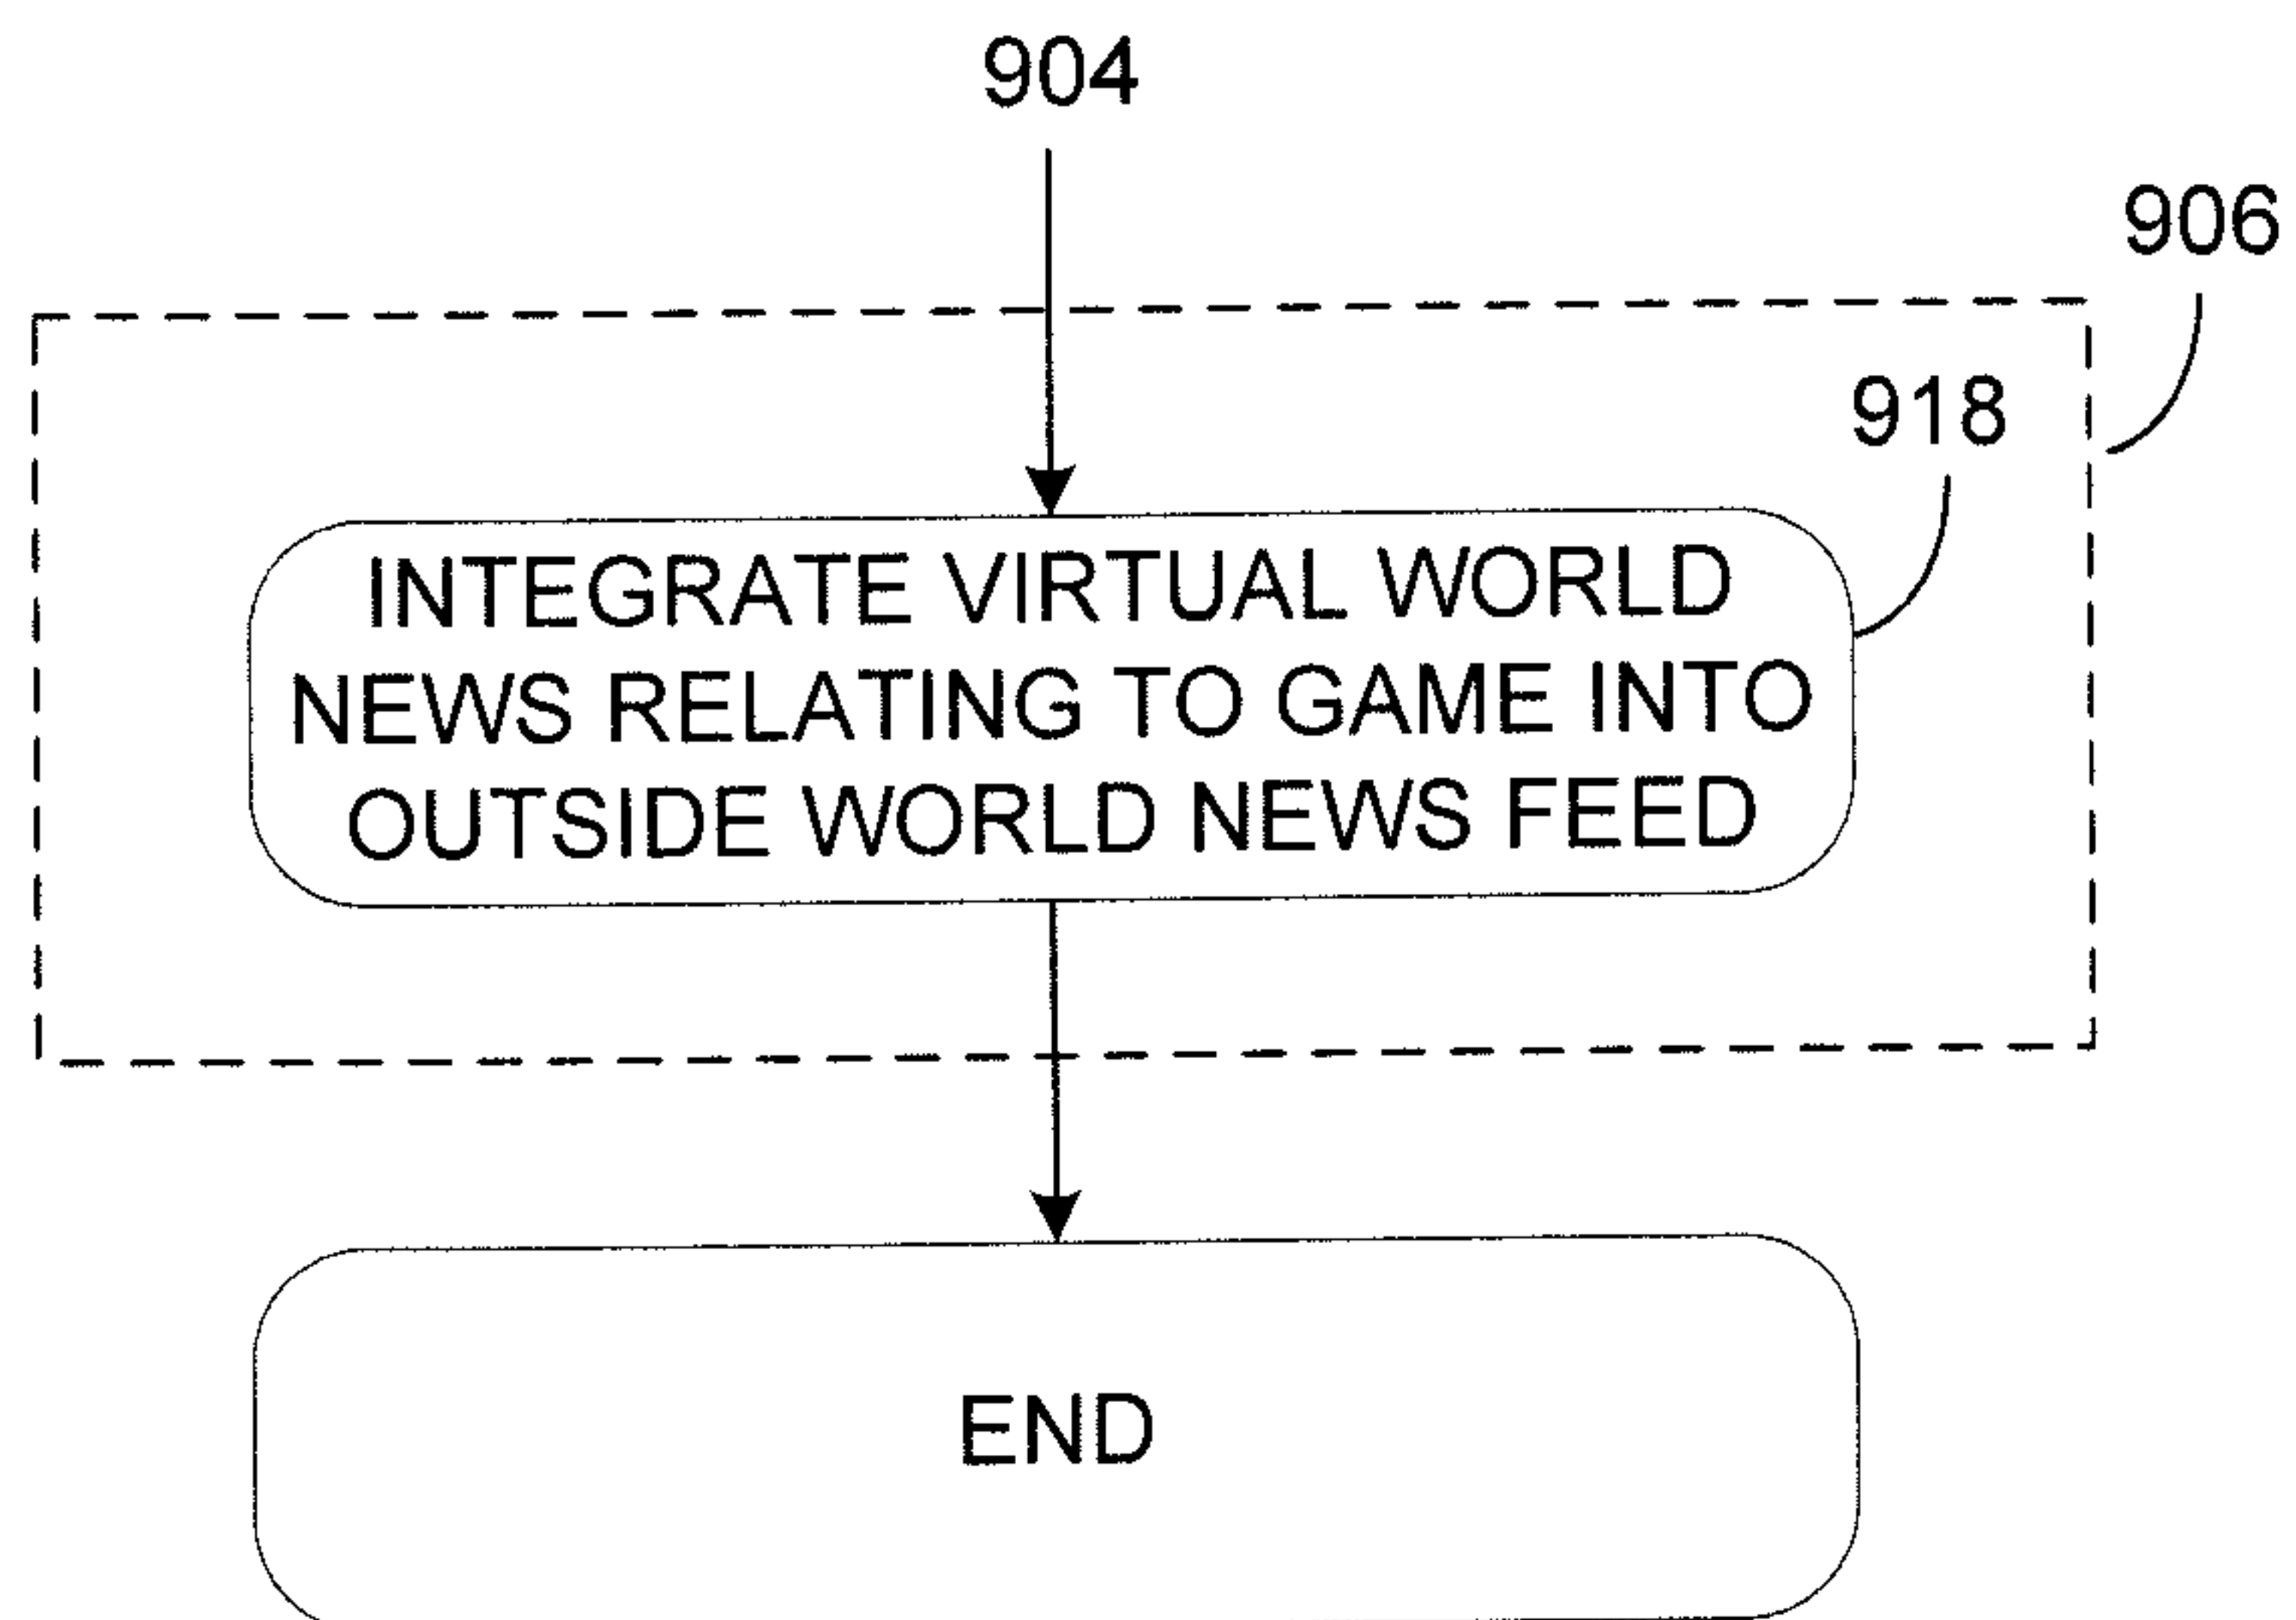 904
906
918
INTEGRATE VIRTUAL WORLD
NEWS RELATING TO GAME INTO
OUTSIDE WORLD NEWS FEED
END